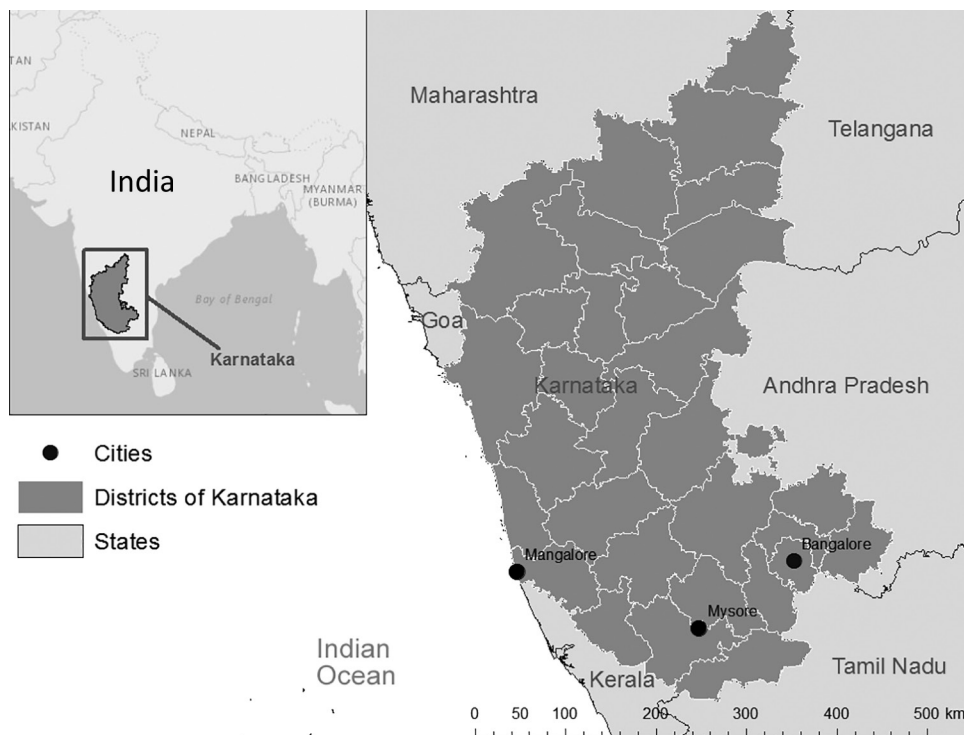 TAN
KISTAN
NEPAL
BANGLADESH
MYANMAR
(BURMA)
India
Bay of Bengal
Karnataka
SRI LANKA
Cities
Districts of Karnataka
States
Maharashtra
Telangana
Goa
Karnataka
Andhra Pradesh
Mangalore
Bangalore
Mysore
Indian
Ocean
Kerala
Tamil Nadu
0 50 100 200 300 400 500 km